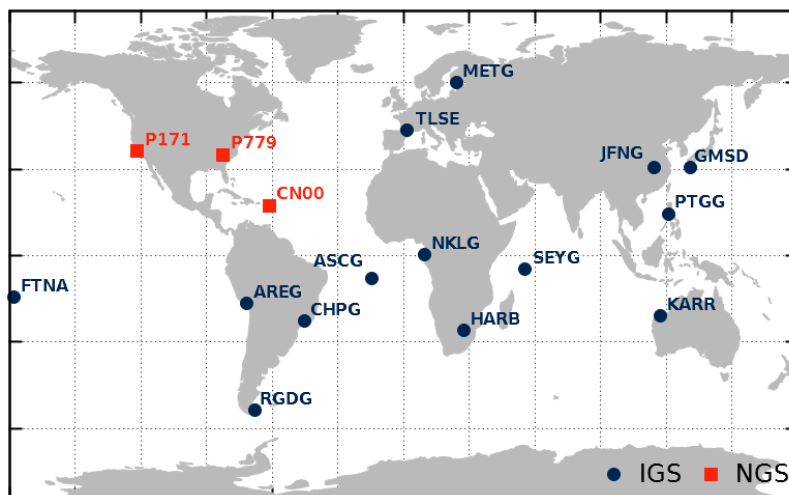 METG
TLSE
P171
P779
JFNG
GMSD
CN00
PTGG
NKLG
ASCG
SEYG
FTNA
AREG
CHPG
HARB
KARR
RGDG
IGS
NGS